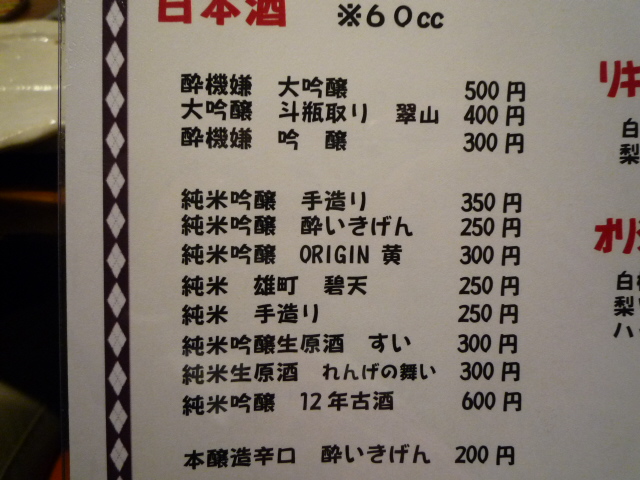 日本酒 ※60cc
酔機嫌 大吟醸 500円
大吟醸 斗瓶取り 翠山 400円
酔機嫌 吟 醸 300円
純米吟醸 手造り 350円
純米吟醸 酔いきげん 250円
純米吟醸 ORIGIN 黄 300円
純米 雄町 碧天 250円
純米 手造り 250円
純米吟醸生原酒 すい 300円
純米生原酒 れんげの舞い 300円
純米吟醸 12年古酒 600円
本醸造辛口 酔いきげん 200円
リキ
白
梨
オリ
白
梨
ハ